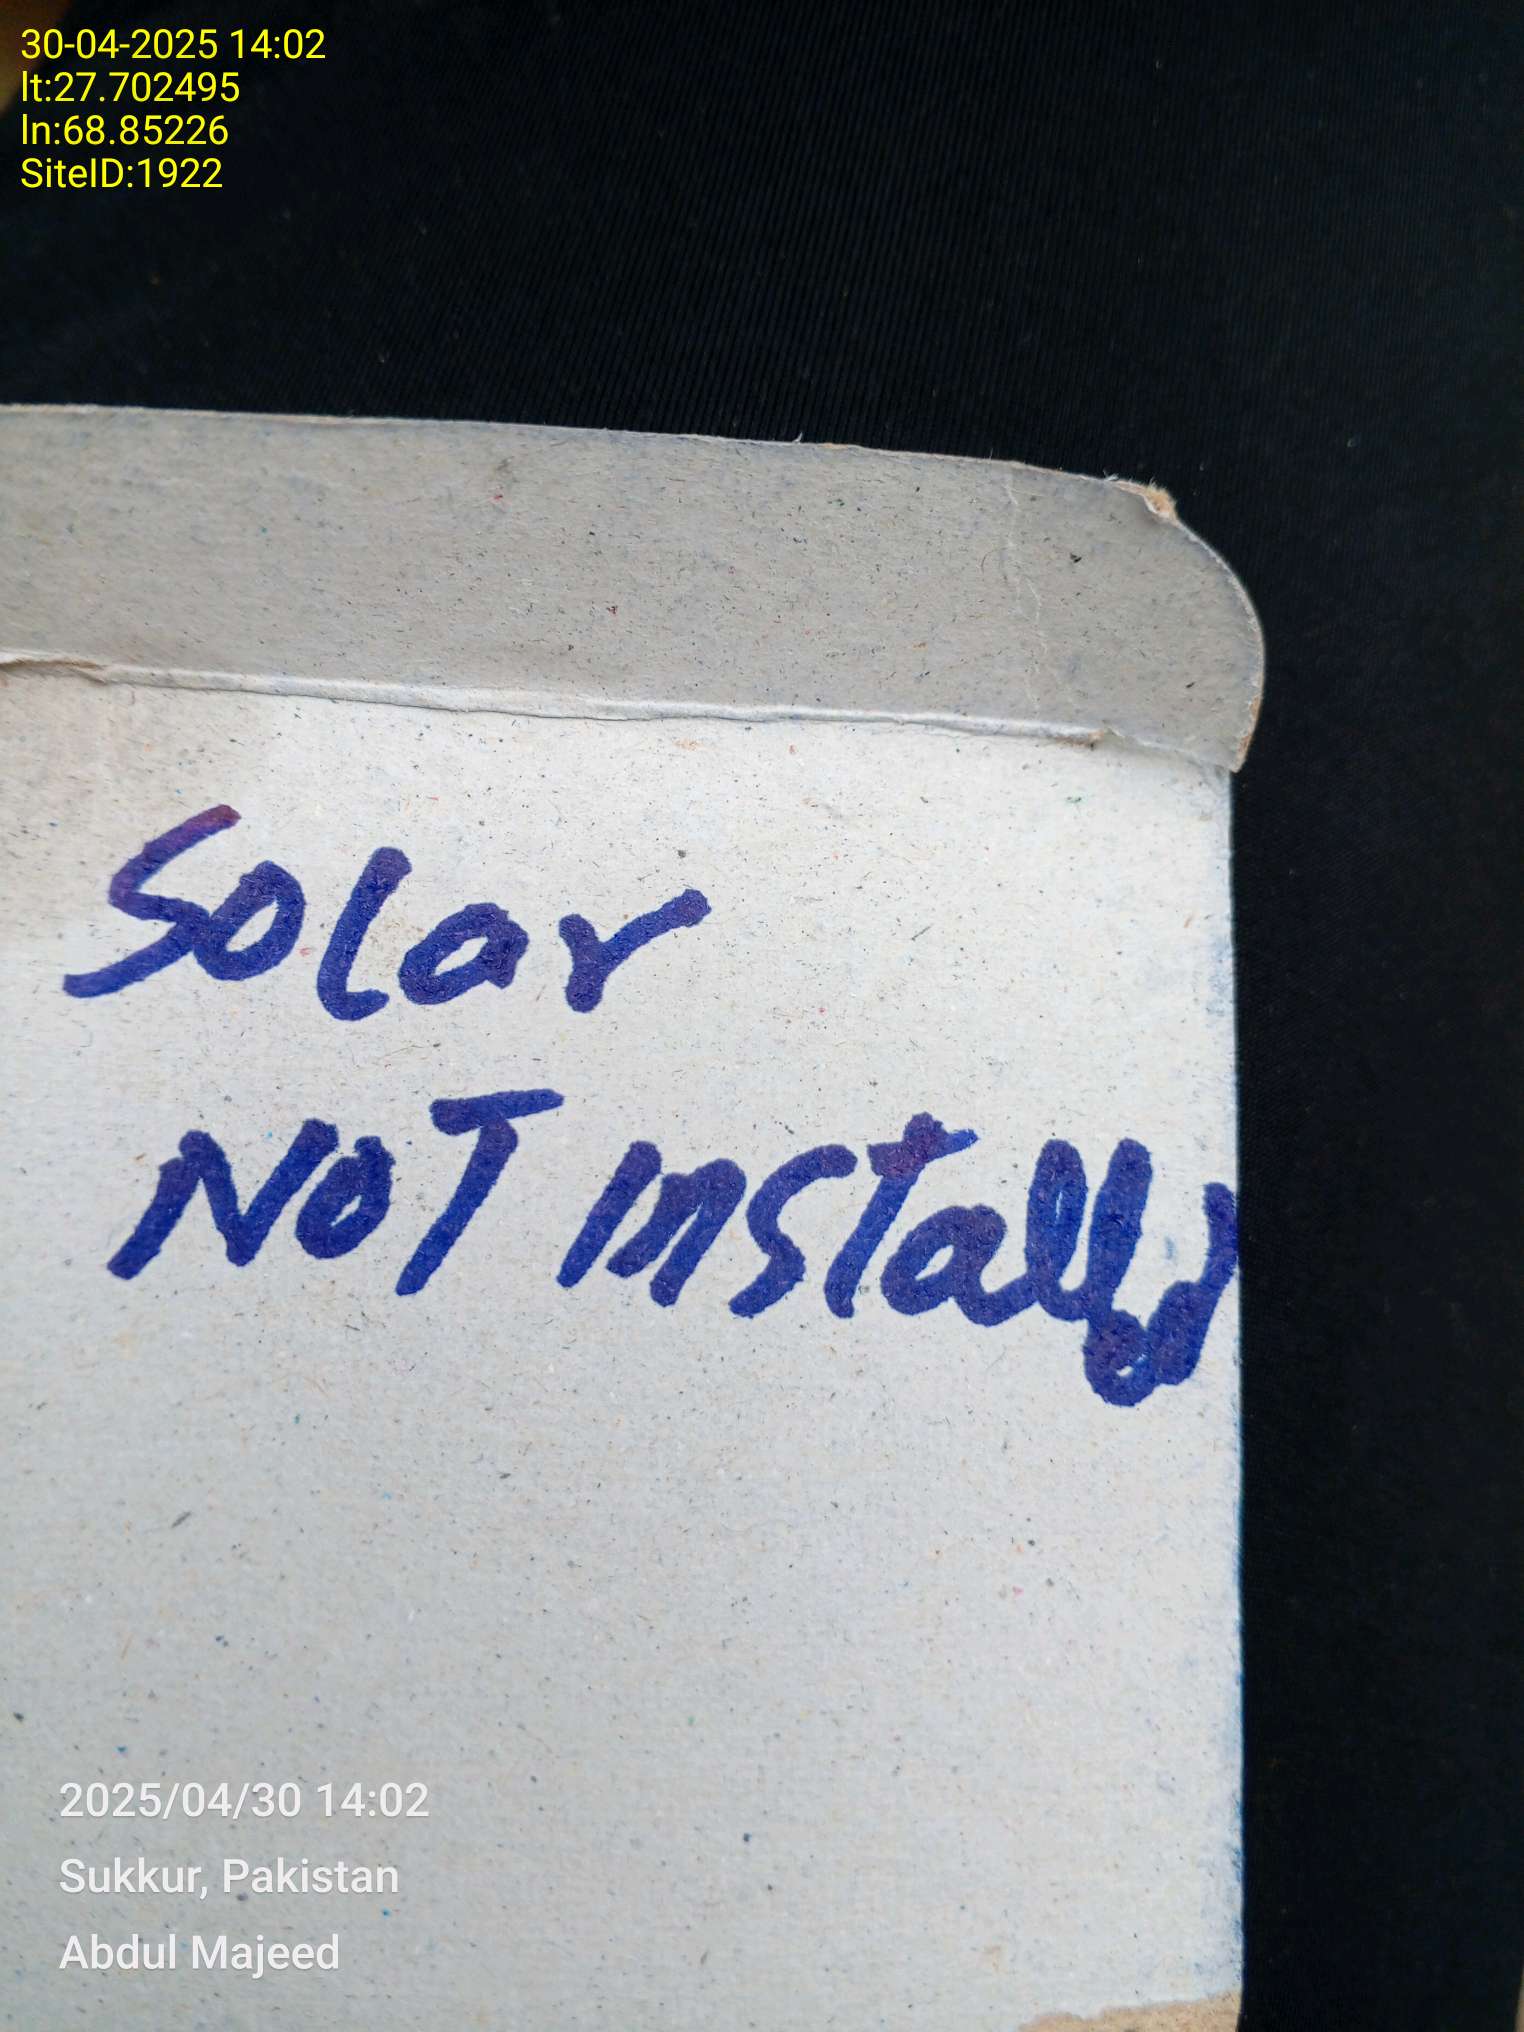 30-04-2025 14:02
lt:27.702495
ln:68.85226
SiteID:1922
Solar
NOT Installed
2025/04/30 14:02
Sukkur, Pakistan
Abdul Majeed